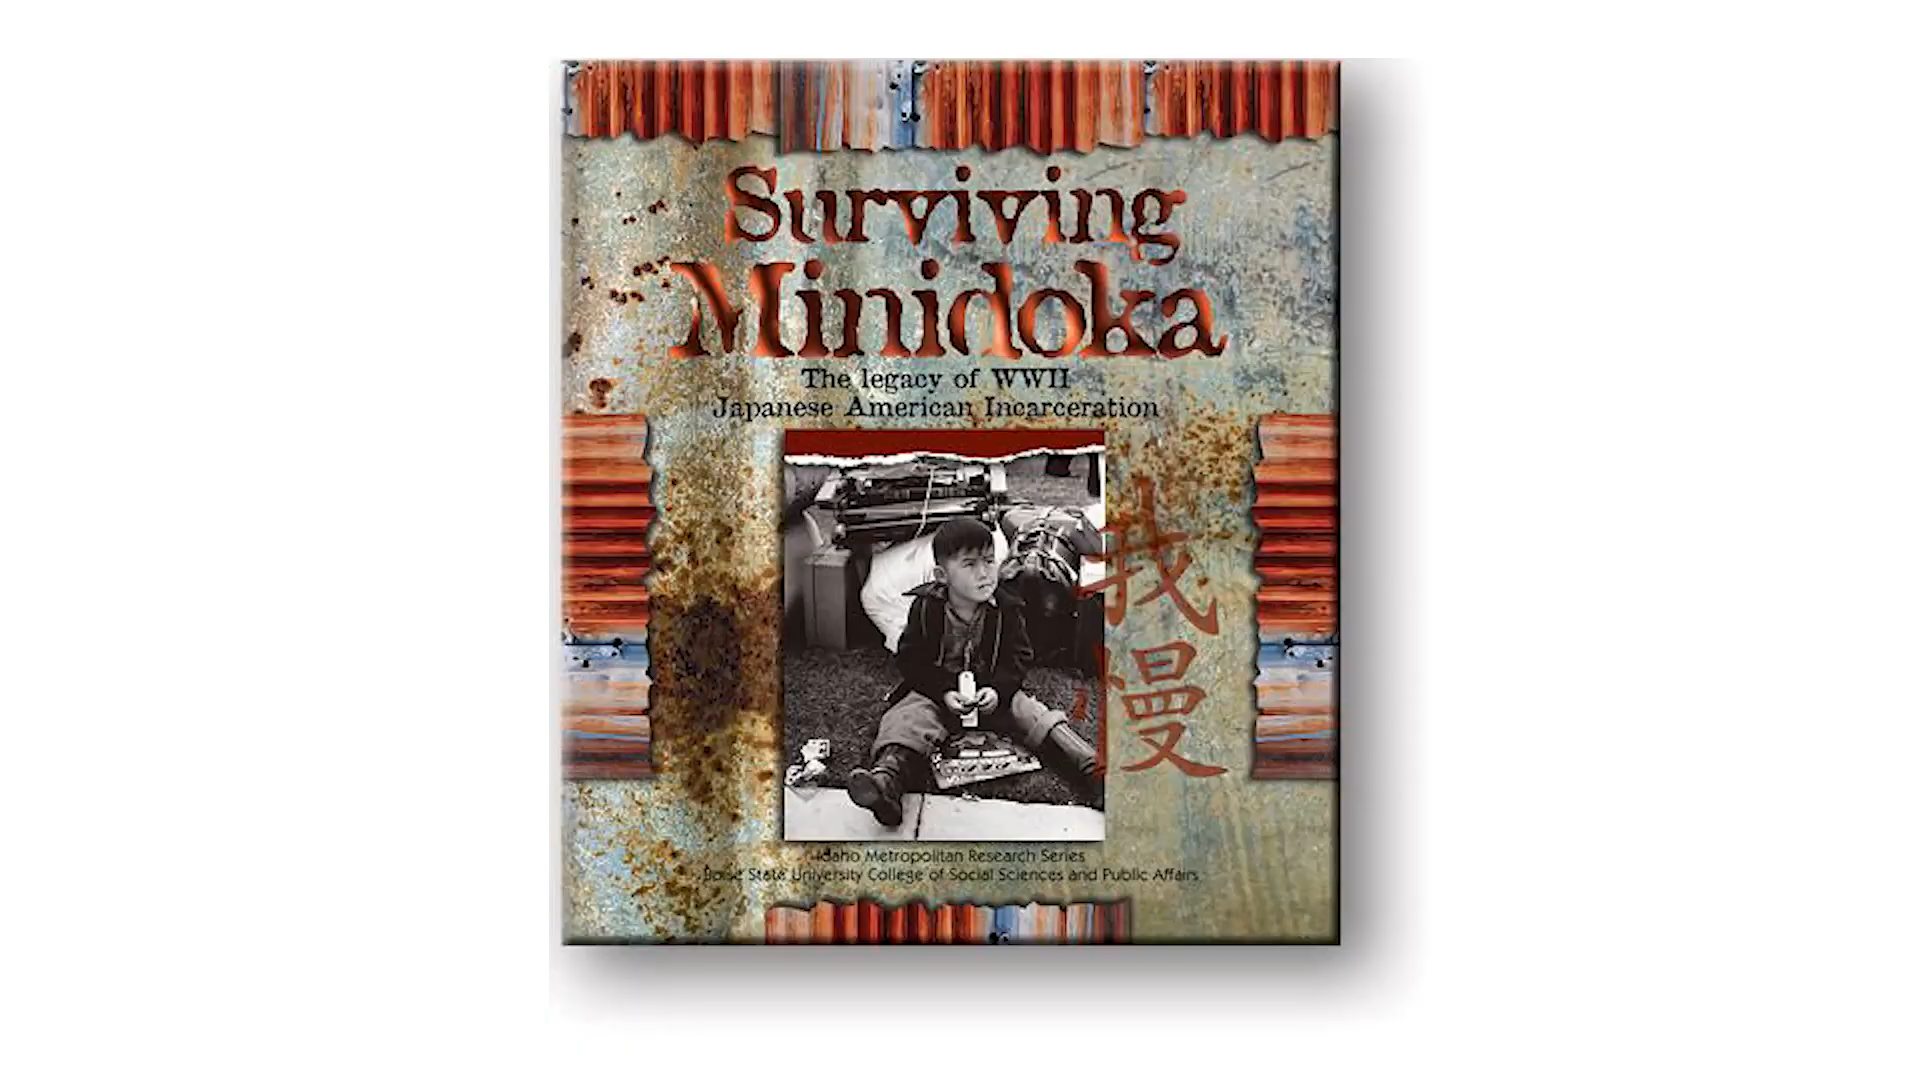 Surviving
Minidoka
The legacy of WWII
Japanese American Incarceration
我
慢
Idaho Metropolitan Research Series
Boise State University College of Social Sciences and Public Affairs